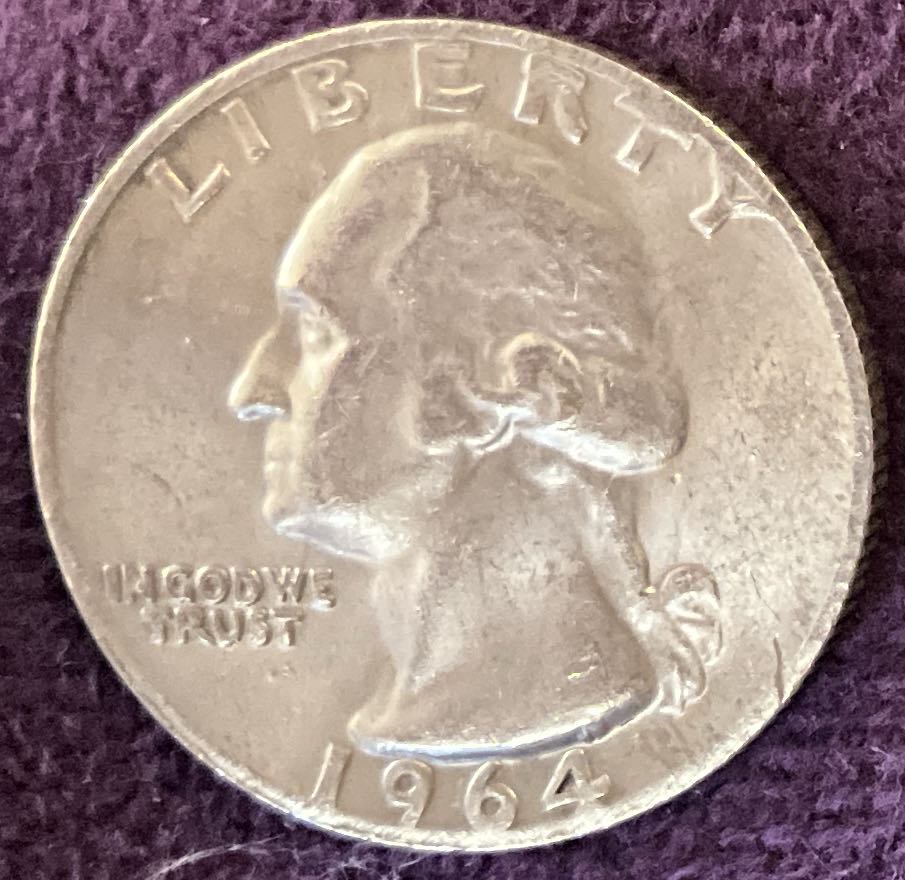 LIBERTY
IN GOD WE
TRUST
1964